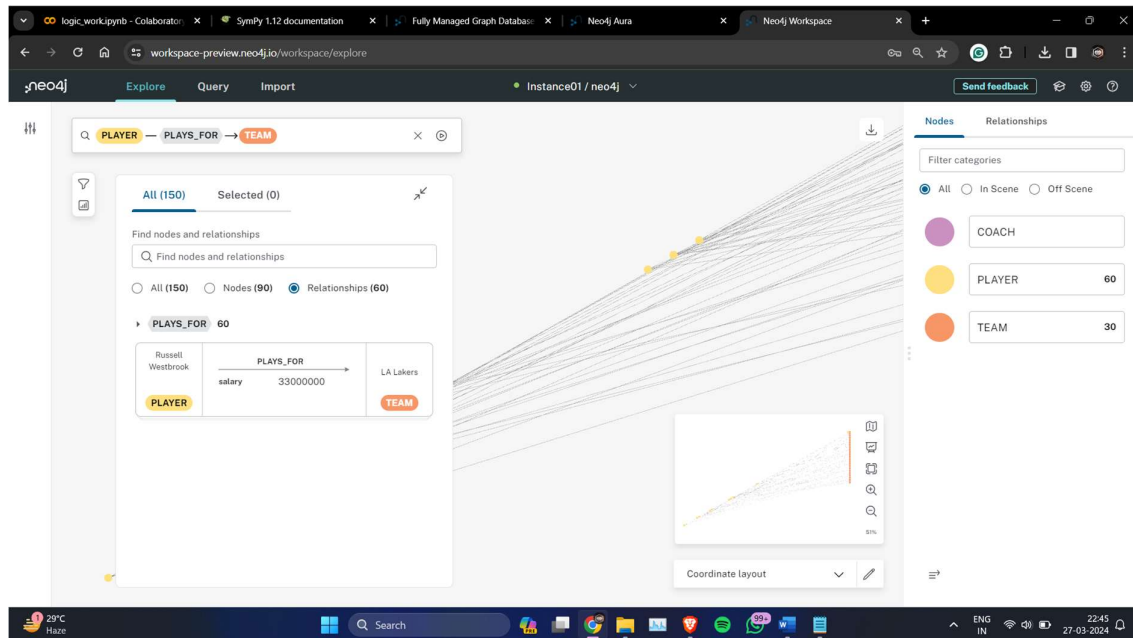 logic_work.ipynb - Colaboratory
SymPy 1.12 documentation
Fully Managed Graph Database
Neo4j Aura
Neo4j Workspace
workspace-preview.neo4j.io/workspace/explore
neo4j
Explore
Query
Import
Instance01 / neo4j
Send feedback
PLAYER — PLAYS_FOR → TEAM
All (150)
Selected (0)
Find nodes and relationships
Find nodes and relationships
All (150)
Nodes (90)
Relationships (60)
PLAYS_FOR 60
Russell
Westbrook
PLAYER
PLAYS_FOR
salary 33000000
LA Lakers
TEAM
51%
Coordinate layout
Nodes
Relationships
Filter categories
All
In Scene
Off Scene
COACH
PLAYER 60
TEAM 30
1
29°C
Haze
Search
99+
ENG
IN
22:45
27-03-2024